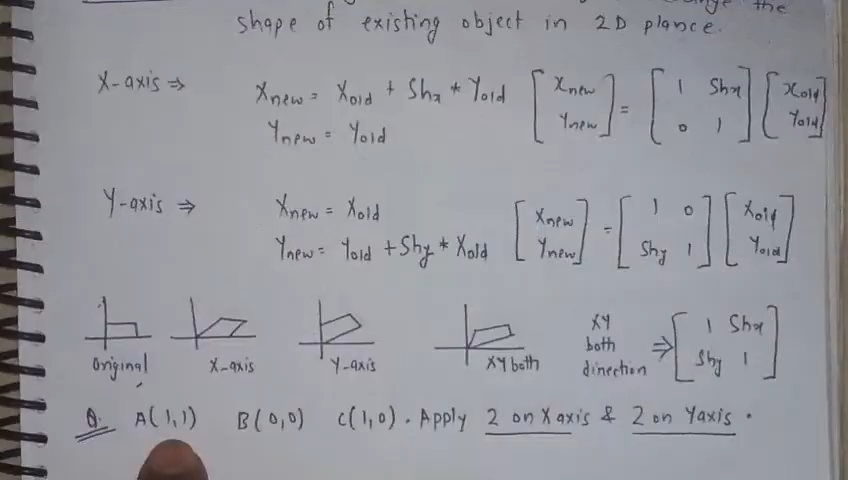 the
shape of existing object in 2D plance.
X-axis ⇒ Xnew = Xold + Shx * Yold [Xnew Ynew] = [1 Shx 0 1] [Xold Yold]
Ynew = Yold
Y-axis ⇒ Xnew = Xold [Xnew Ynew] = [1 0 Shy 1] [Xold Yold]
Ynew = Yold + Shy * Xold
Original X-axis Y-axis XY both
XY both direction ⇒ [1 Shx Shy 1]
Q. A(1,1) B(0,0) C(1,0). Apply 2 on Xaxis & 2 on Yaxis.